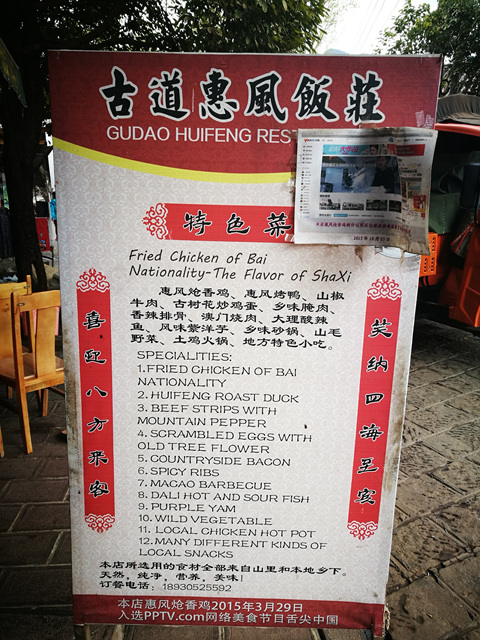 古道惠風飯莊
GUDAO HUIFENG RES
特色菜
Fried Chicken of Bai
Nationality-The Flavor of ShaXi
喜迎八方来客
笑纳四海至宾
惠风炝香鸡、惠风烤鸭、山椒
牛肉、古树花炒鸡蛋、乡味腌肉、
香辣排骨、澳门烧肉、大理酸辣
鱼、风味紫洋芋、乡味砂锅、山毛
野菜、土鸡火锅、地方特色小吃。
SPECIALITIES:
1.FRIED CHICKEN OF BAI
NATIONALITY
2. HUIFENG ROAST DUCK
3. BEEF STRIPS WITH
MOUNTAIN PEPPER
4. SCRAMBLED EGGS WITH
OLD TREE FLOWER
5. COUNTRYSIDE BACON
6. SPICY RIBS
7. MACAO BARBECUE
8. DALI HOT AND SOUR FISH
9. PURPLE YAM
10. WILD VEGETABLE
11. LOCAL CHICKEN HOT POT
12.MANY DIFFERENT KINDS OF
LOCAL SNACKS
本店所选用的食材全部来自山里和本地乡下。
天然，纯净，营养，美味！
订餐电话：18930525592
本店惠风炝香鸡2015年3月29日
入选PPTV.com网络美食节目舌尖中国